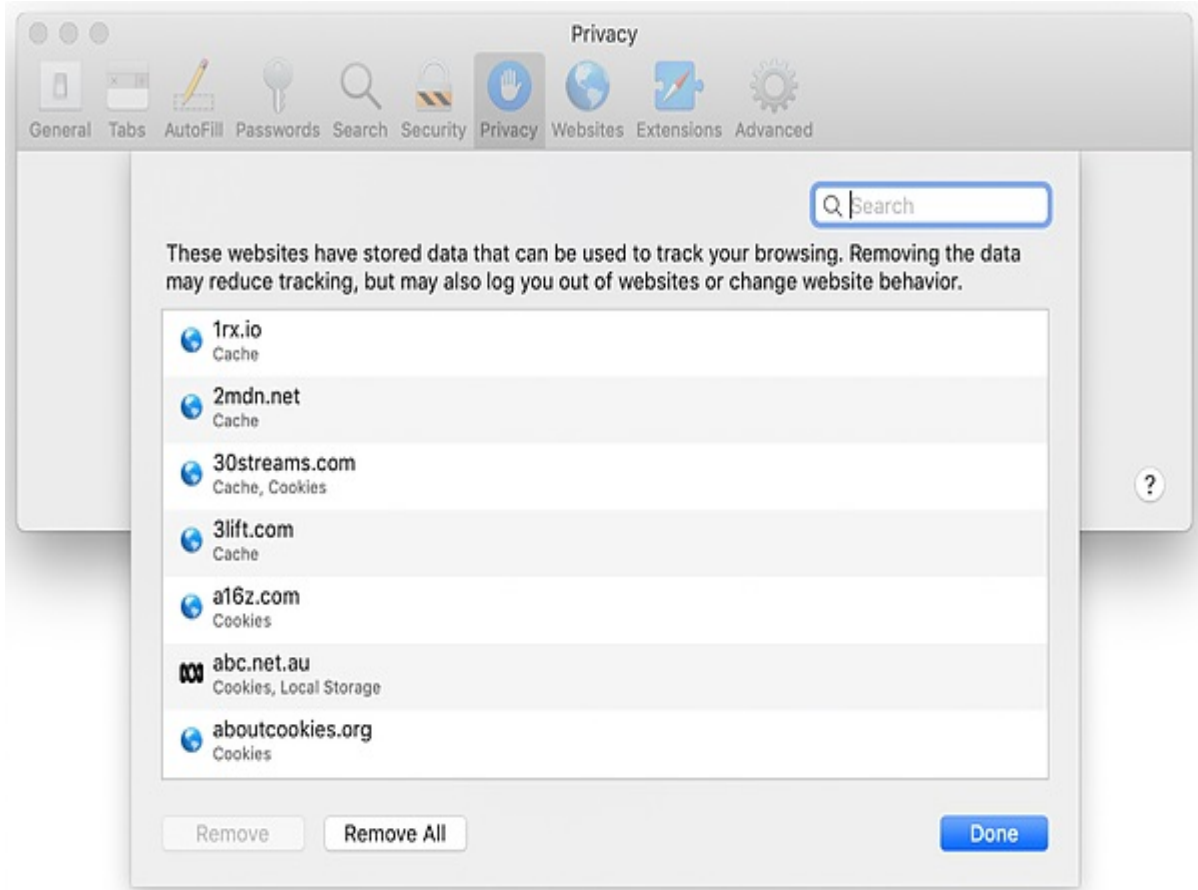 Privacy
General Tabs AutoFill Passwords Search Security Privacy Websites Extensions Advanced
Search
These websites have stored data that can be used to track your browsing. Removing the data
may reduce tracking, but may also log you out of websites or change website behavior.
1rx.io
Cache
2mdn.net
Cache
30streams.com
Cache, Cookies
?
3lift.com
Cache
a16z.com
Cookies
abc.net.au
Cookies, Local Storage
aboutcookies.org
Cookies
Remove Remove All Done